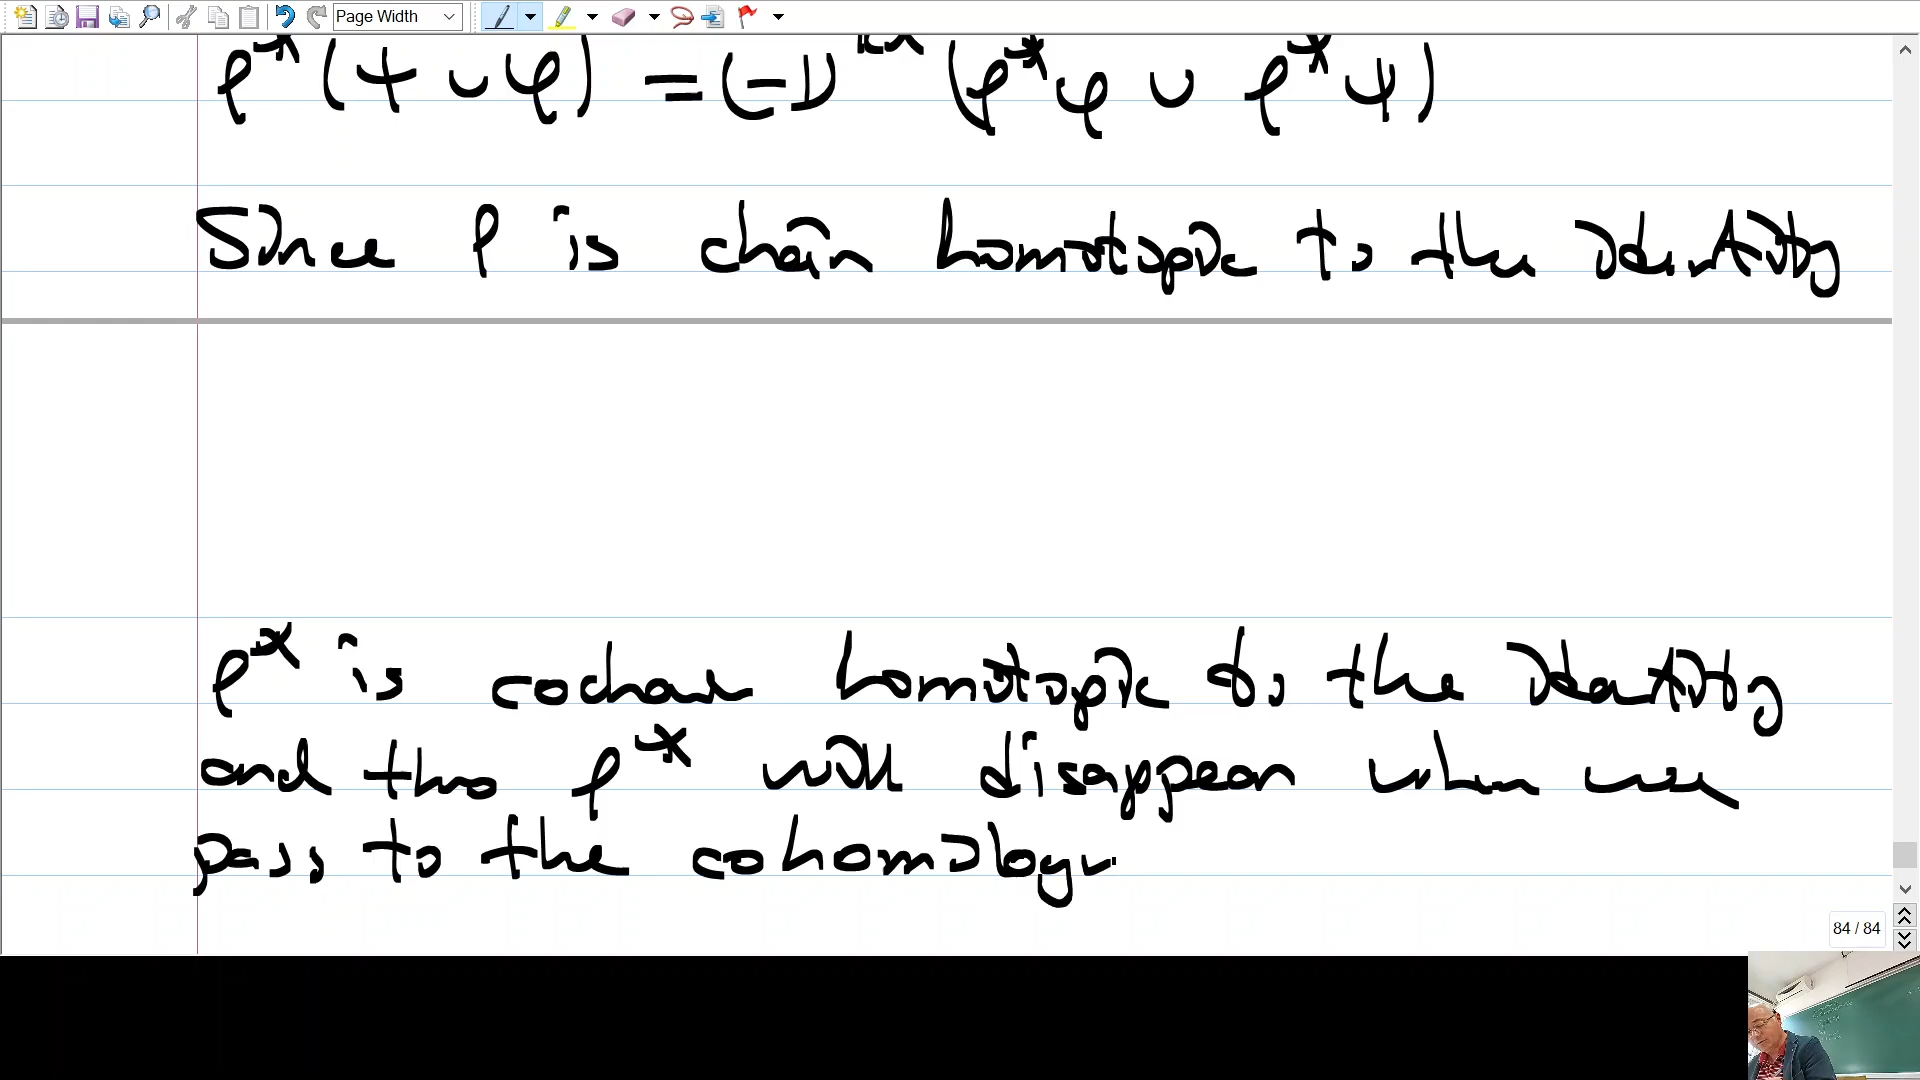 Page Width
ρ*(ψ ∪ φ) = (-1) (ρ*φ ∪ ρ*ψ)
Since ρ is chain homotopic to the identity
ρ* is cochain homotopic to the identity
and thus ρ* will disappear when we
pass to the cohomology
84 / 84